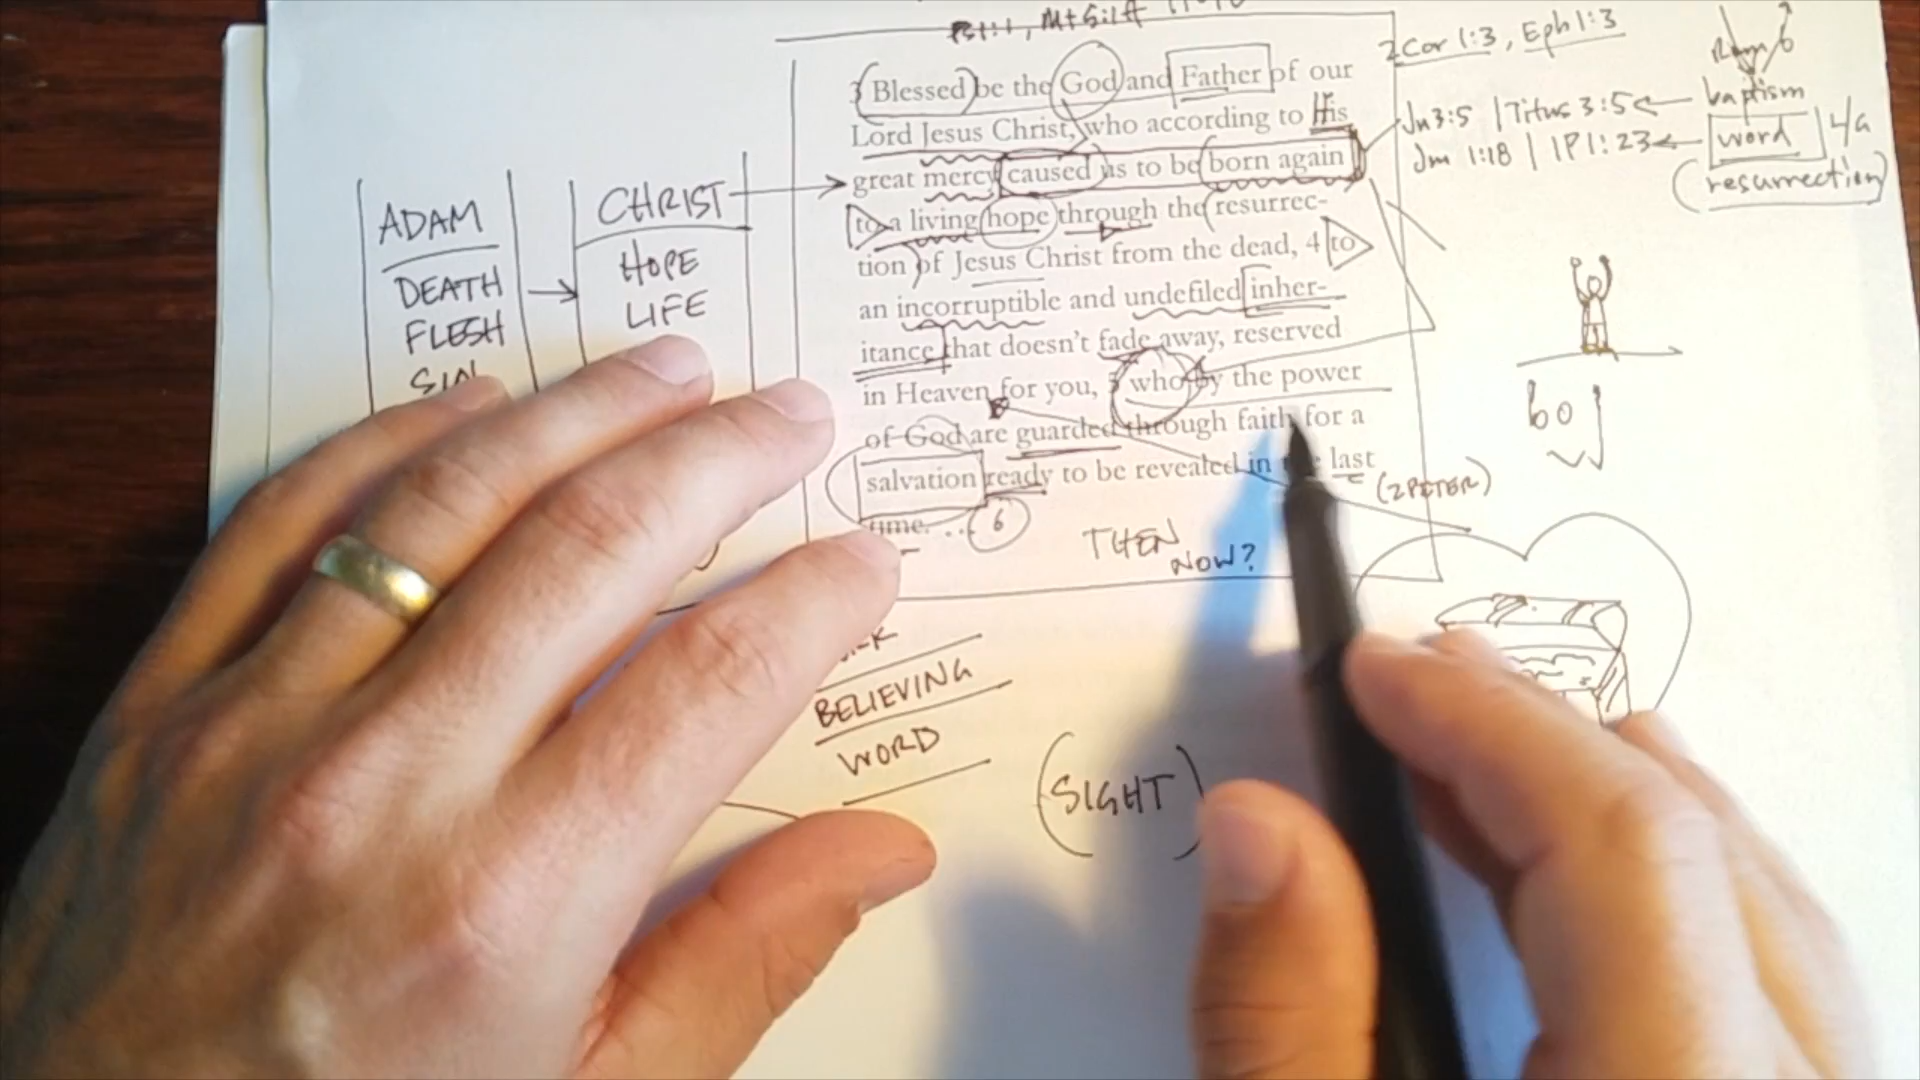 2 Cor 1:3, Eph 1:3
Rom 6
baptism
Jn 3:5 | Titus 3:5
word
Jm 1:18 | 1P 1:23
(resurrection)
3 Blessed be the God and Father of our
Lord Jesus Christ, who according to His
great mercy caused us to be born again
to a living hope through the resurrec-
tion of Jesus Christ from the dead, 4 to
an incorruptible and undefiled inher-
itance that doesn't fade away, reserved
in Heaven for you, 5 who by the power
of God are guarded through faith for a
salvation ready to be revealed in last
time. ... 6
ADAM
DEATH
FLESH
SIN
CHRIST
HOPE
LIFE
THEN
NOW?
(2 PETER)
BELIEVING
WORD
(SIGHT)